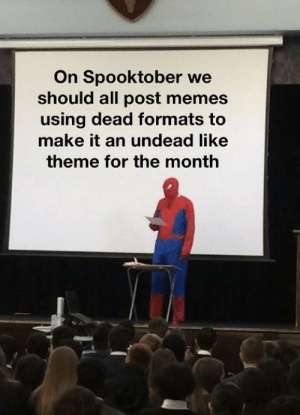 On Spooktober we
should all post memes
using dead formats to
make it an undead like
theme for the month